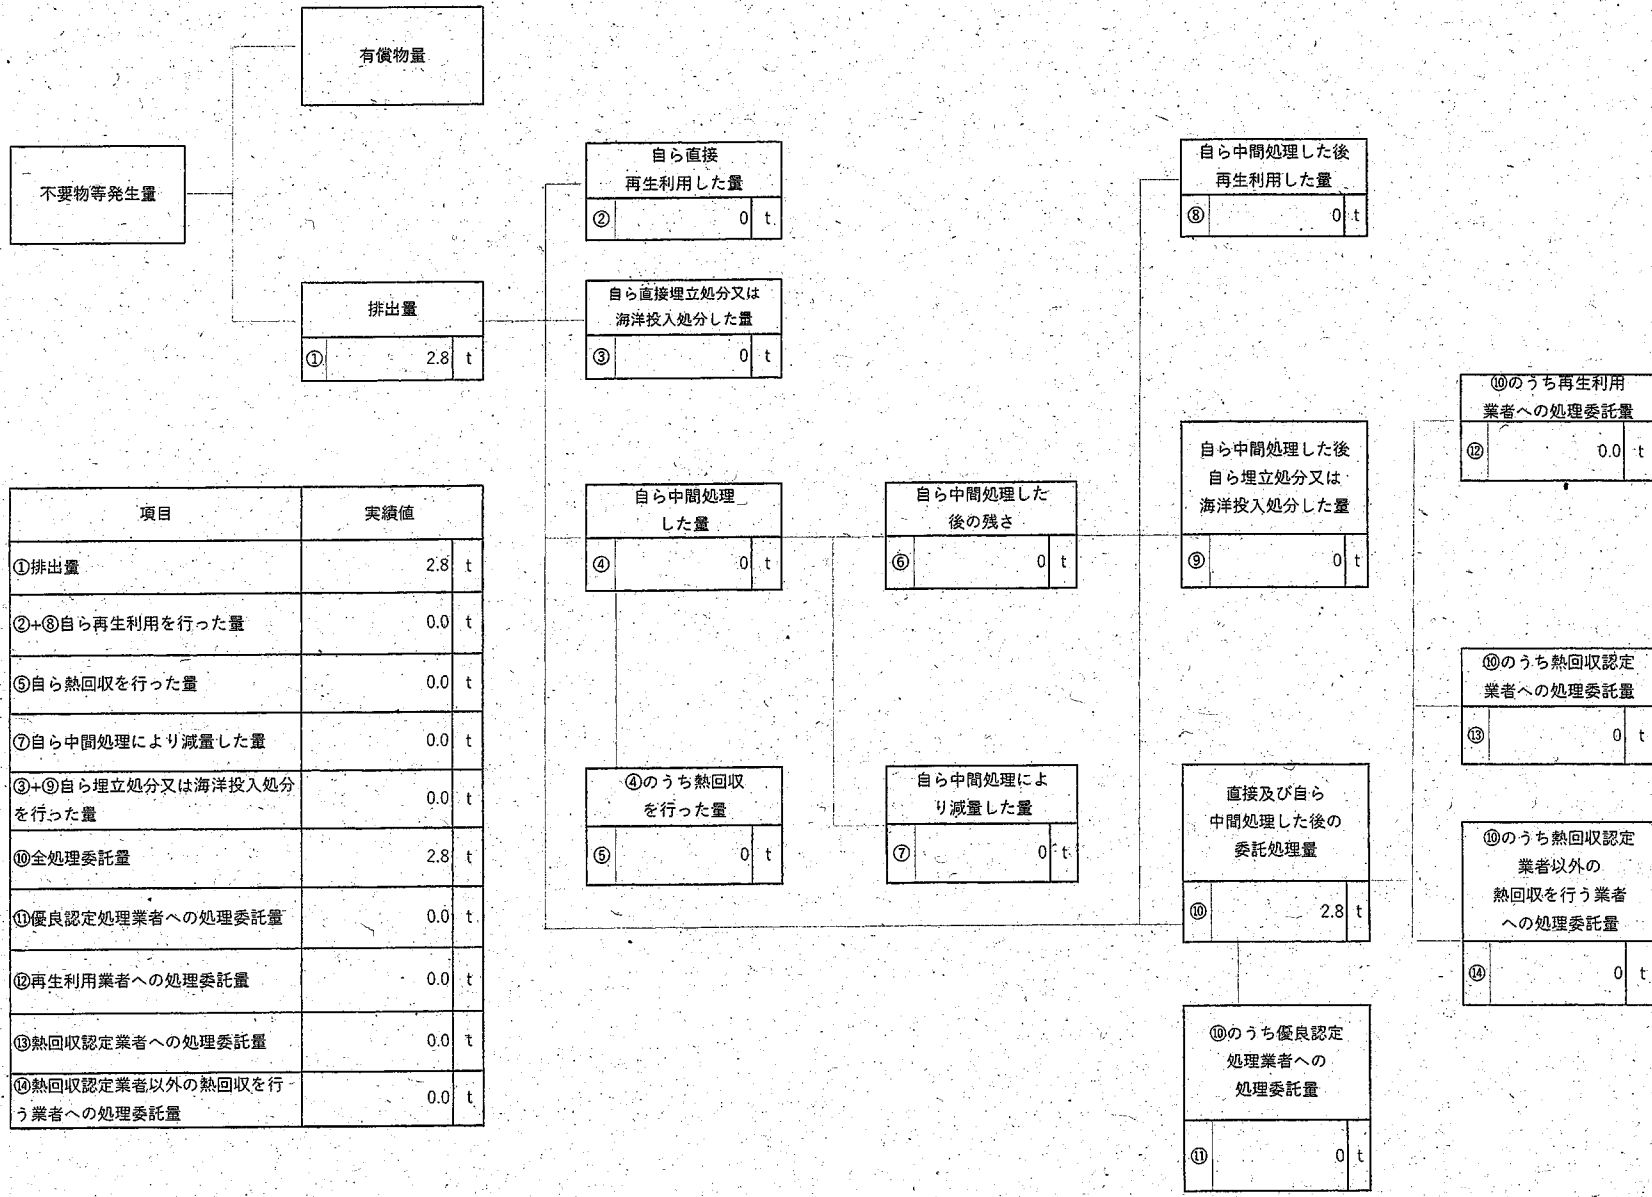 有償物量
不要物等発生量
排出量
① 2.8 t
自ら直接
再生利用した量
② 0 t
自ら直接埋立処分又は
海洋投入処分した量
③ 0 t
自ら中間処理
した量
④ 0 t
④のうち熱回収
を行った量
⑤ 0 t
自ら中間処理した
後の残さ
⑥ 0 t
自ら中間処理によ
り減量した量
⑦ 0 t
自ら中間処理した後
再生利用した量
⑧ 0 t
自ら中間処理した後
自ら埋立処分又は
海洋投入処分した量
⑨ 0 t
直接及び自ら
中間処理した後の
委託処理量
⑩ 2.8 t
⑩のうち優良認定
処理業者への
処理委託量
⑪ 0 t
⑩のうち再生利用
業者への処理委託量
⑫ 0.0 t
⑩のうち熱回収認定
業者への処理委託量
⑬ 0 t
⑩のうち熱回収認定
業者以外の
熱回収を行う業者
への処理委託量
⑭ 0 t
項目 実績値
①排出量 2.8 t
②+⑧自ら再生利用を行った量 0.0 t
⑤自ら熱回収を行った量 0.0 t
⑦自ら中間処理により減量した量 0.0 t
③+⑨自ら埋立処分又は海洋投入処分
を行った量 0.0 t
⑩全処理委託量 2.8 t
⑪優良認定処理業者への処理委託量 0.0 t
⑫再生利用業者への処理委託量 0.0 t
⑬熱回収認定業者への処理委託量 0.0 t
⑭熱回収認定業者以外の熱回収を行
う業者への処理委託量 0.0 t